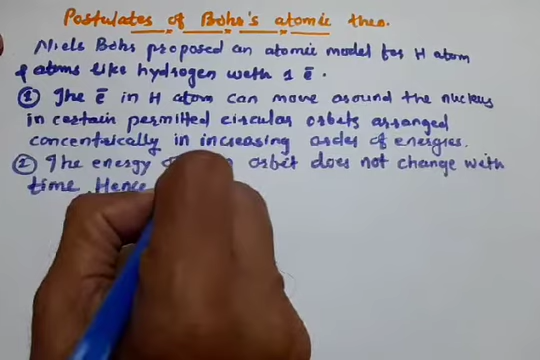 Postulates of Bohr's atomic theo.
Niels Bohr proposed an atomic model for H atom
& atoms like hydrogen with 1 ē.
① The ē in H atom can move around the nucleus
in certain permitted circular orbits arranged
concentrically in increasing order of energies.
② The energy orbit does not change with
time. Hence